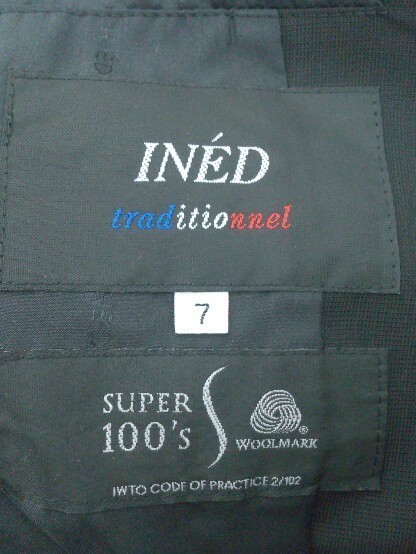 INÉD
traditionnel
7
SUPER
100's
WOOLMARK
IWTO CODE OF PRACTICE 2/102